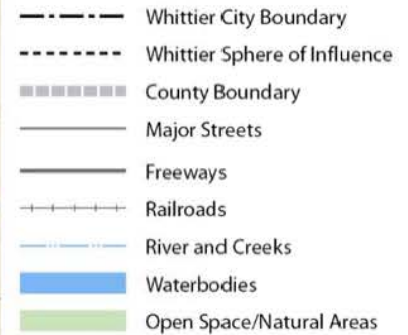 Whittier City Boundary
Whittier Sphere of Influence
County Boundary
Major Streets
Freeways
Railroads
River and Creeks
Waterbodies
Open Space/Natural Areas